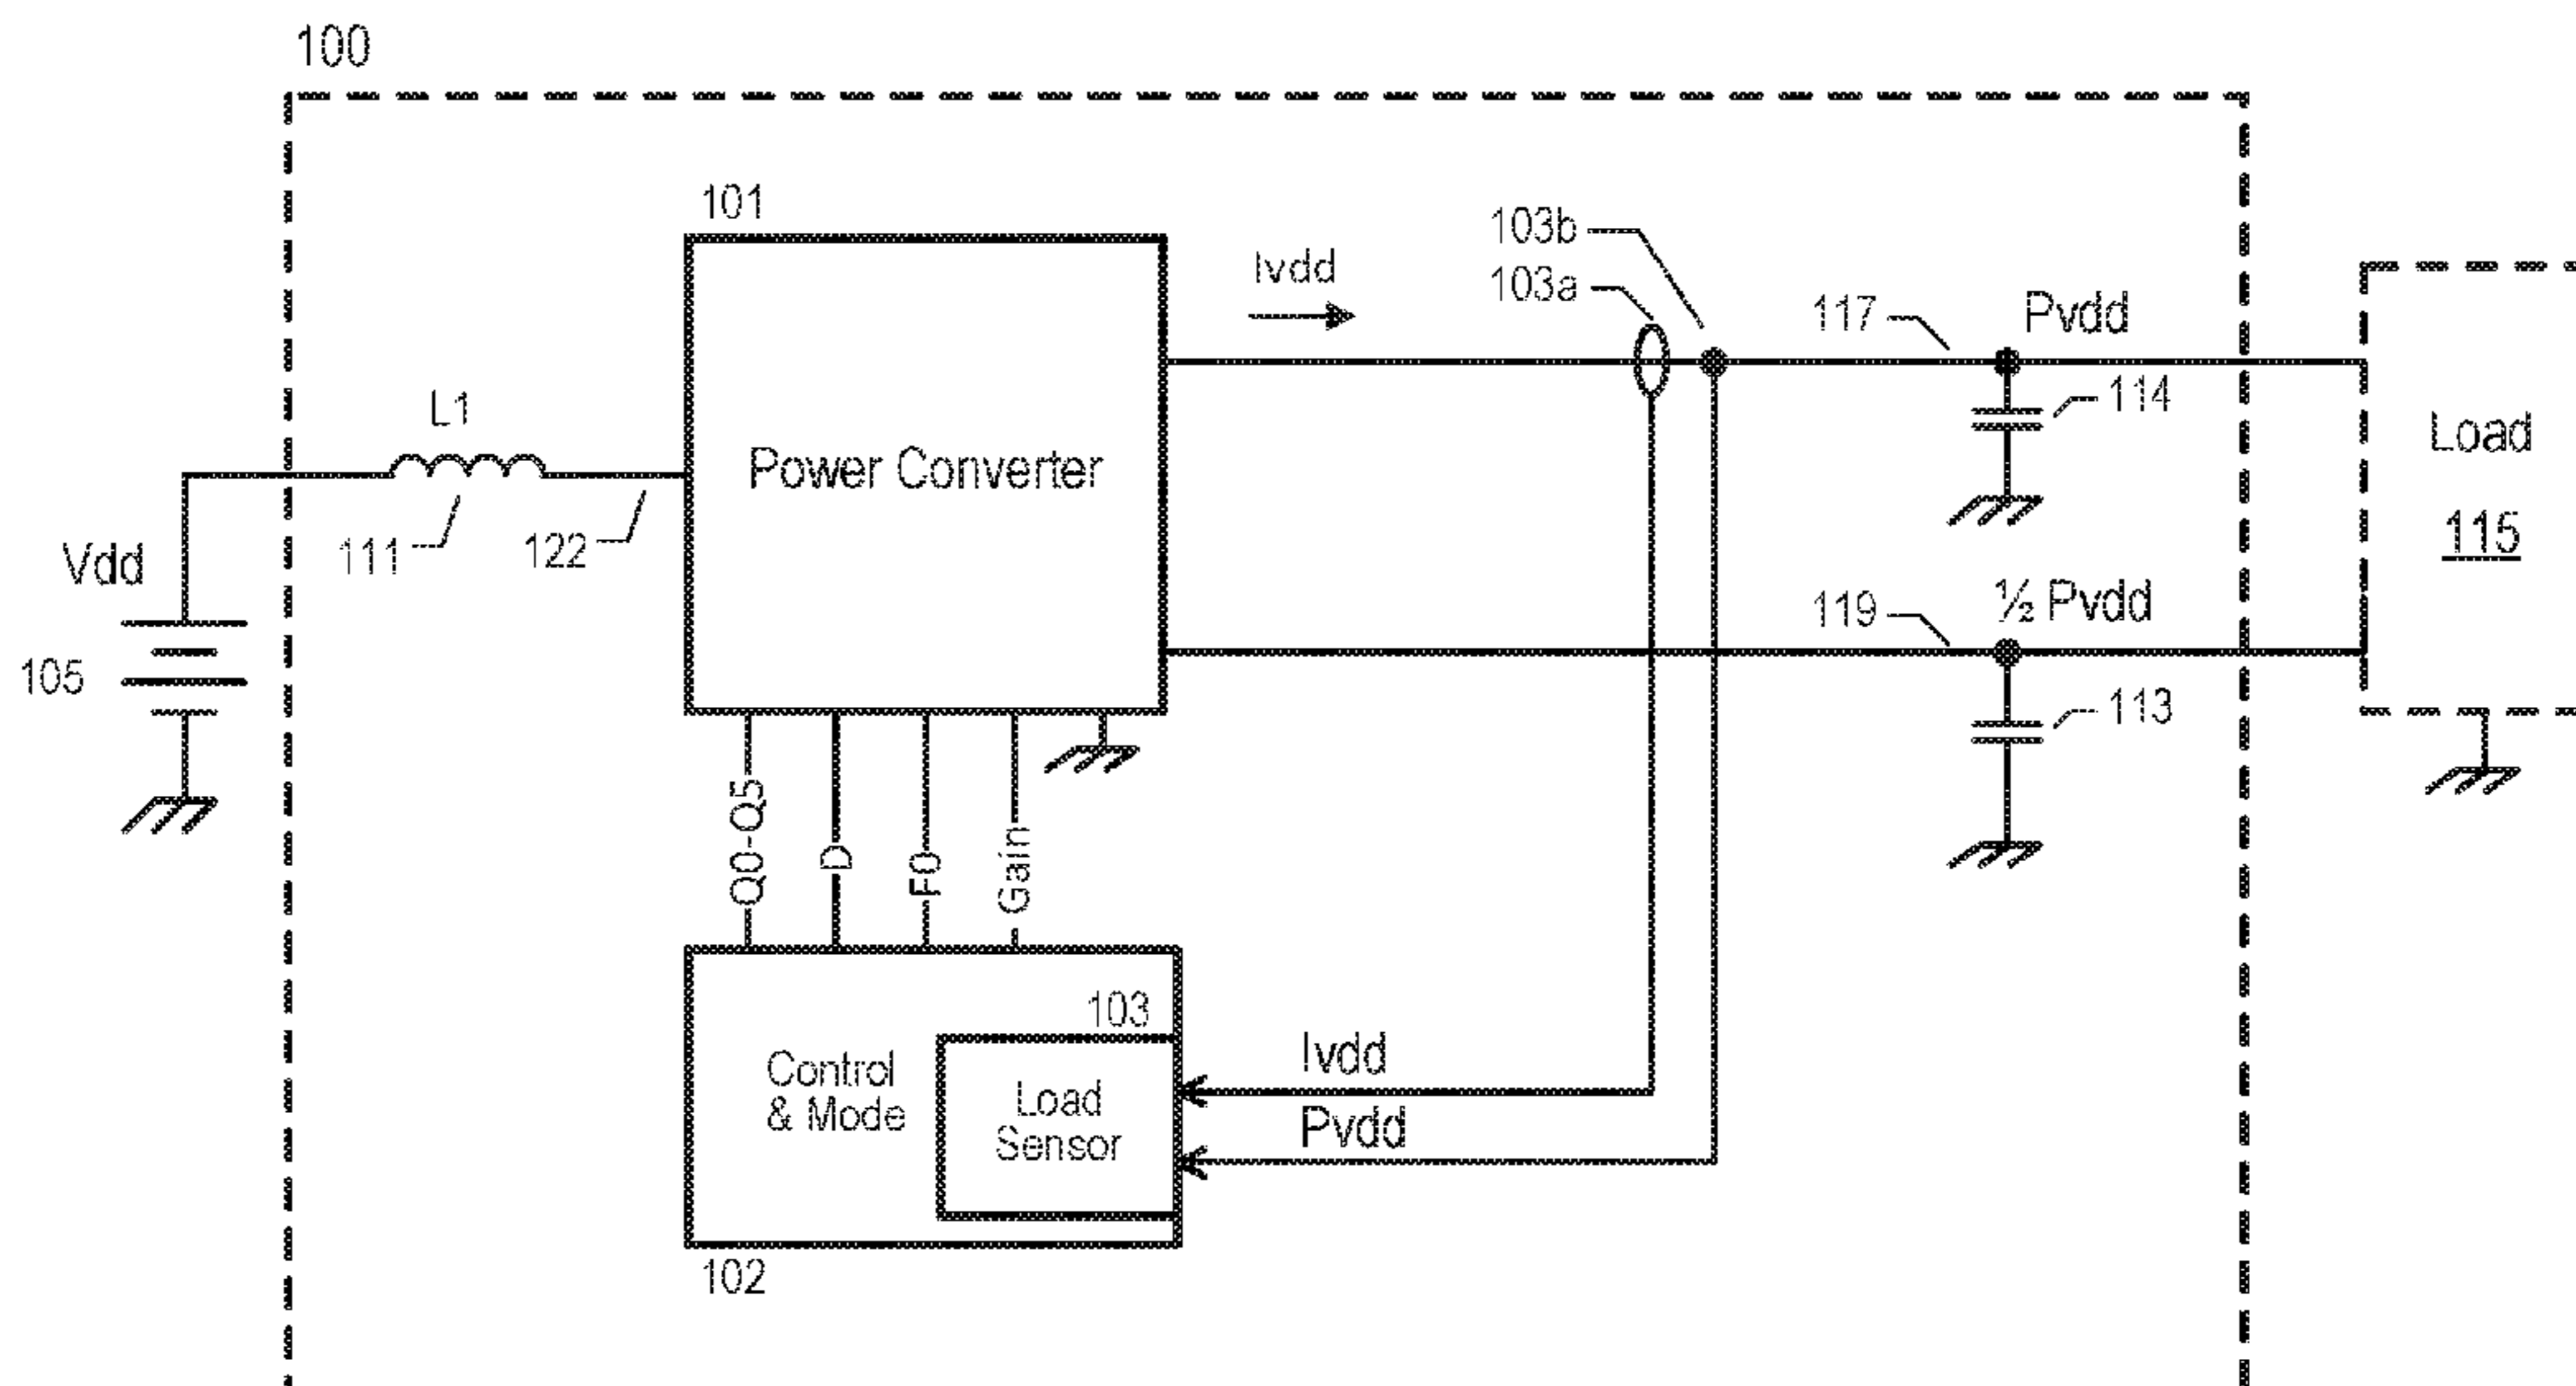 100
101
Ivdd
103b
103a
117
Pvdd
114
L1
Power Converter
Load
115
111
122
Vdd
105
119
½ Pvdd
113
Q0-Q5
D
F0
Gain
103
Control
& Mode
Load
Sensor
Ivdd
Pvdd
102